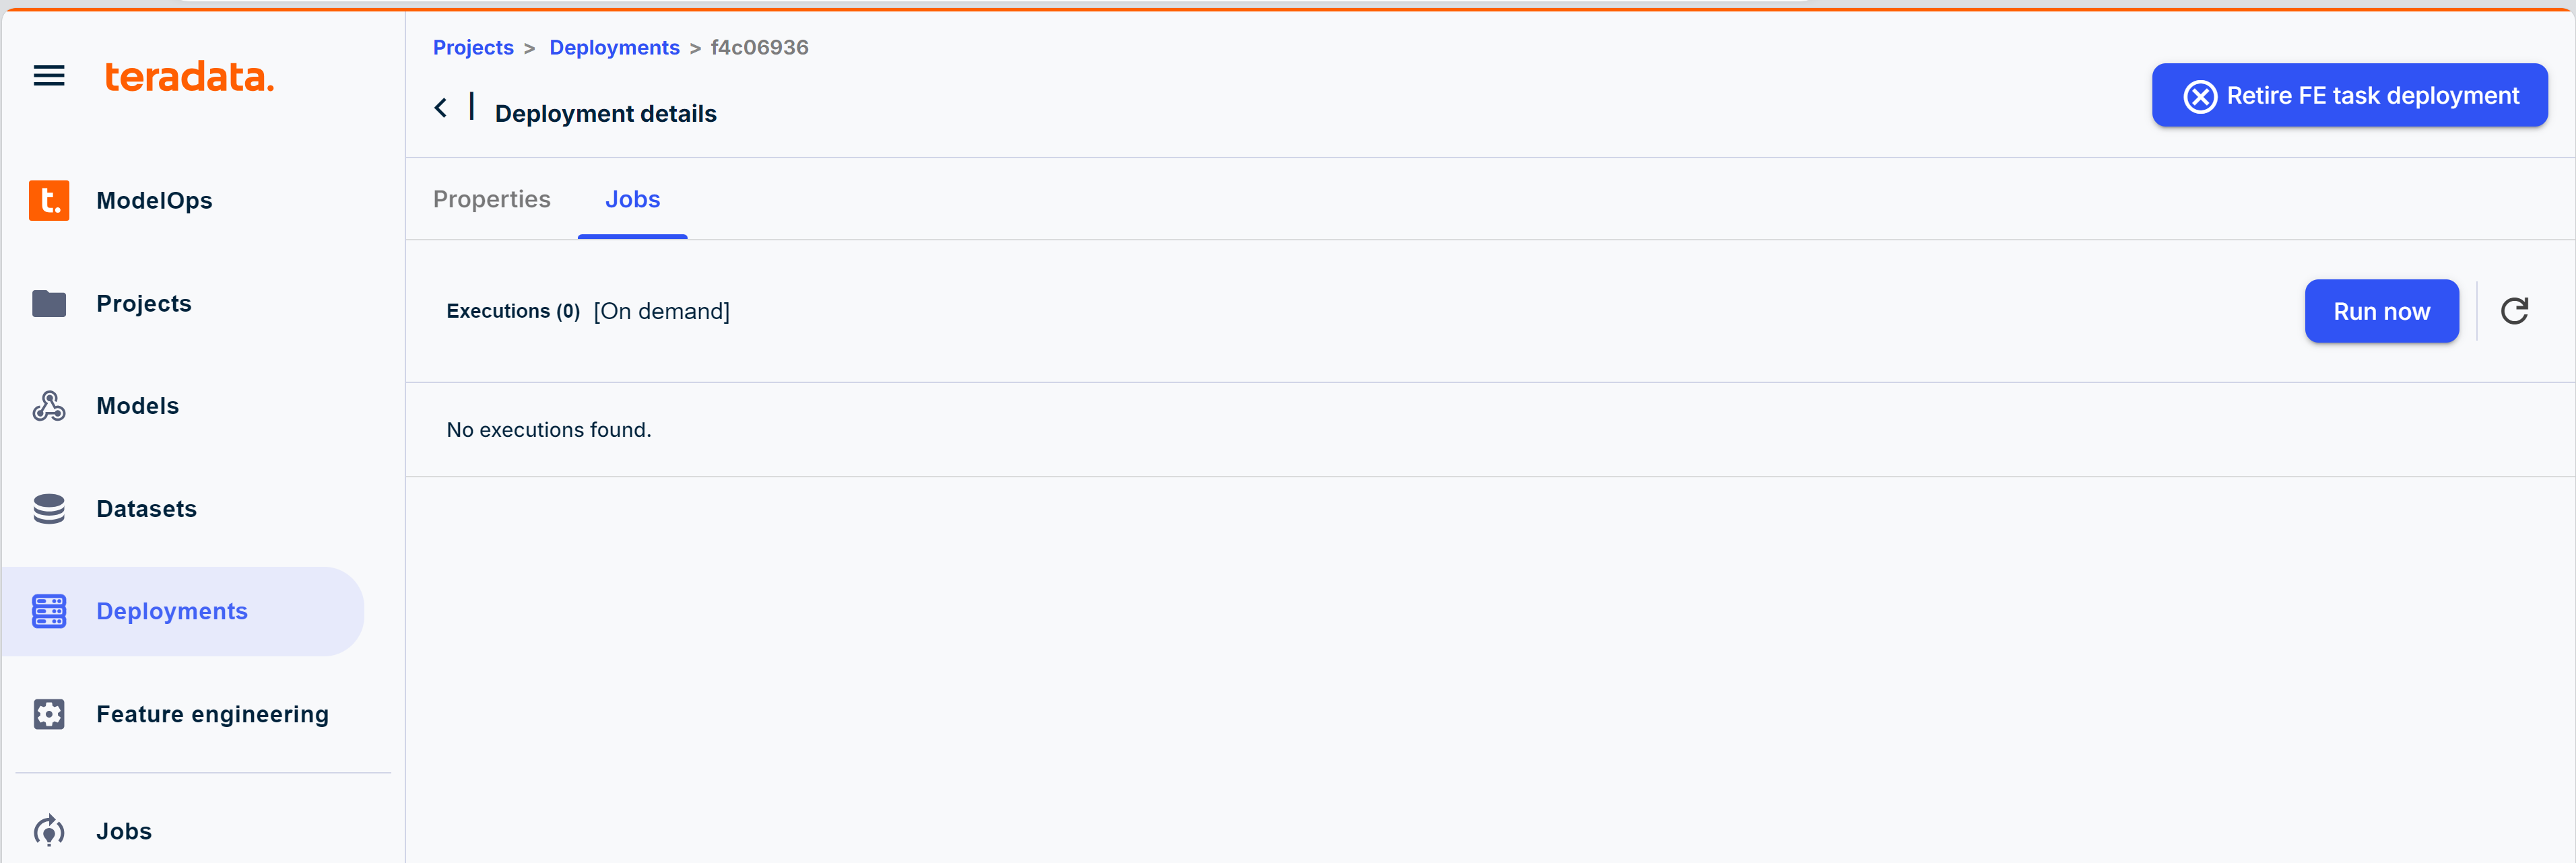 teradata.
t.
ModelOps
Projects
Models
Datasets
Deployments
Feature engineering
Jobs
Projects > Deployments > f4c06936
Deployment details
Retire FE task deployment
Properties Jobs
Executions (0) [On demand]
Run now
No executions found.